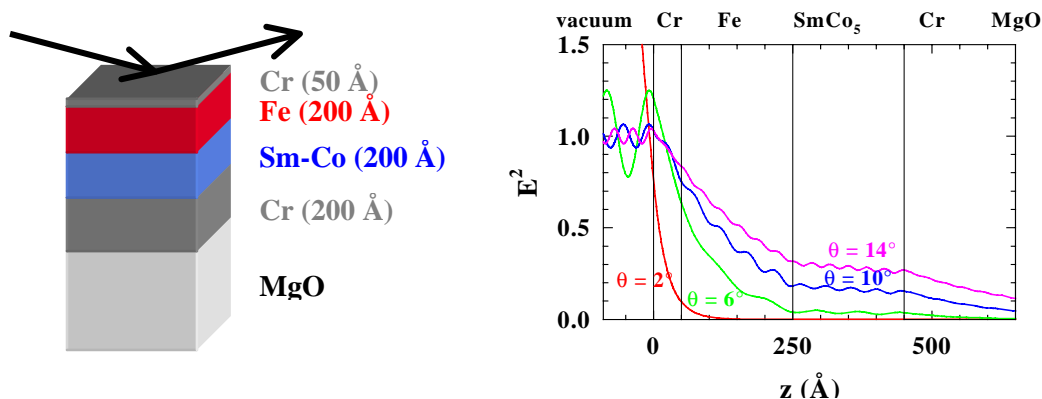 Cr (50 Å)
Fe (200 Å)
Sm-Co (200 Å)
Cr (200 Å)
MgO
vacuum Cr Fe SmCo5 Cr MgO
1.5
1.0
0.5
0.0
E2
θ = 2°
θ = 6°
θ = 14°
θ = 10°
0 250 500
z (Å)